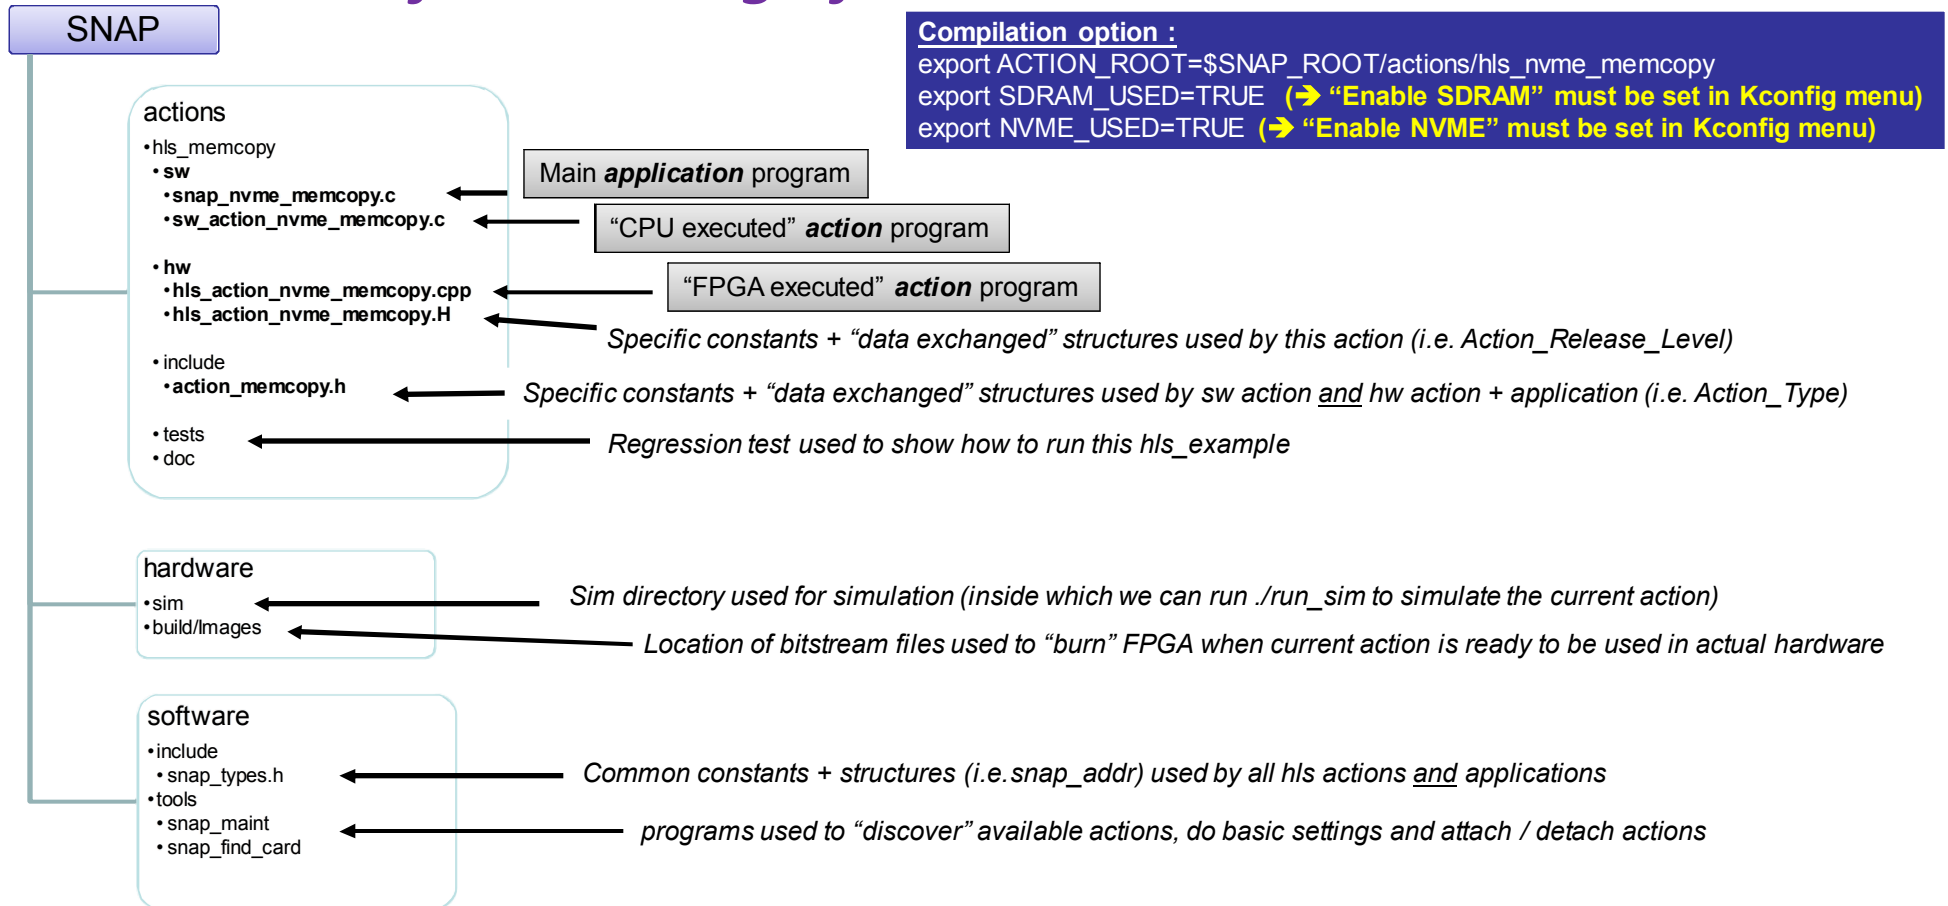 SNAP
Compilation option :
export ACTION_ROOT=$SNAP_ROOT/actions/hls_nvme_memcopy
export SDRAM_USED=TRUE (➔ “Enable SDRAM” must be set in Kconfig menu)
export NVME_USED=TRUE (➔ “Enable NVME” must be set in Kconfig menu)
actions
•hls_memcopy
• sw
•snap_nvme_memcopy.c
•sw_action_nvme_memcopy.c
Main application program
“CPU executed” action program
• hw
•hls_action_nvme_memcopy.cpp
•hls_action_nvme_memcopy.H
“FPGA executed” action program
Specific constants + “data exchanged” structures used by this action (i.e. Action_Release_Level)
• include
•action_memcopy.h
Specific constants + “data exchanged” structures used by sw action and hw action + application (i.e. Action_Type)
• tests
• doc
Regression test used to show how to run this hls_example
hardware
•sim
•build/Images
Sim directory used for simulation (inside which we can run ./run_sim to simulate the current action)
Location of bitstream files used to “burn” FPGA when current action is ready to be used in actual hardware
software
•include
• snap_types.h
Common constants + structures (i.e.snap_addr) used by all hls actions and applications
•tools
• snap_maint
• snap_find_card
programs used to “discover” available actions, do basic settings and attach / detach actions